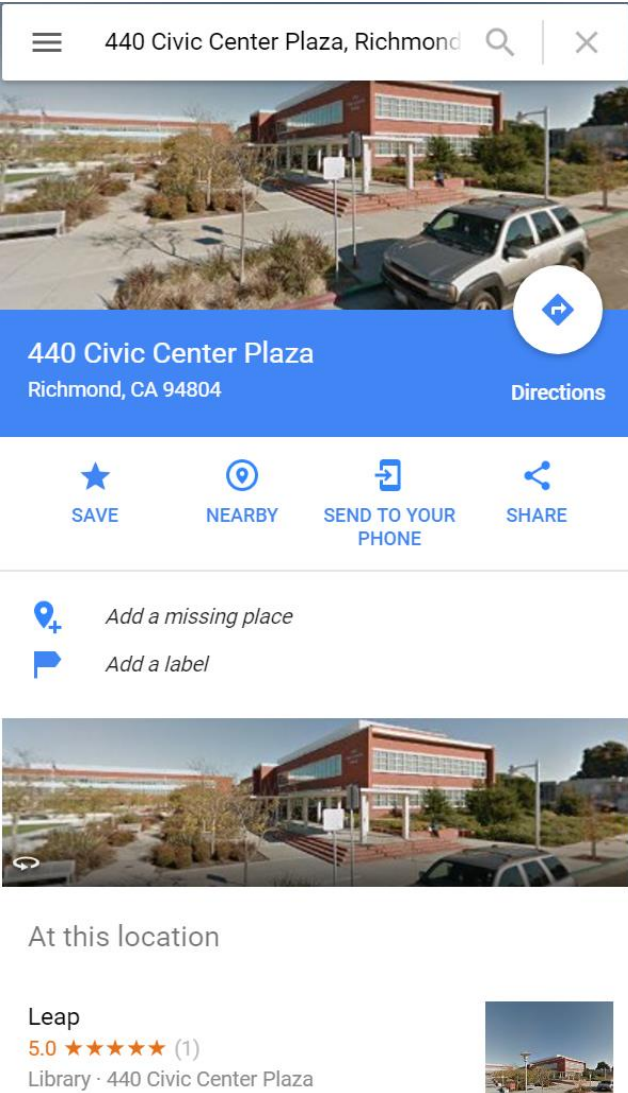 440 Civic Center Plaza, Richmond
440 Civic Center Plaza
Richmond, CA 94804
Directions
SAVE
NEARBY
SEND TO YOUR
PHONE
SHARE
Add a missing place
Add a label
At this location
Leap
5.0 ★★★★★ (1)
Library · 440 Civic Center Plaza